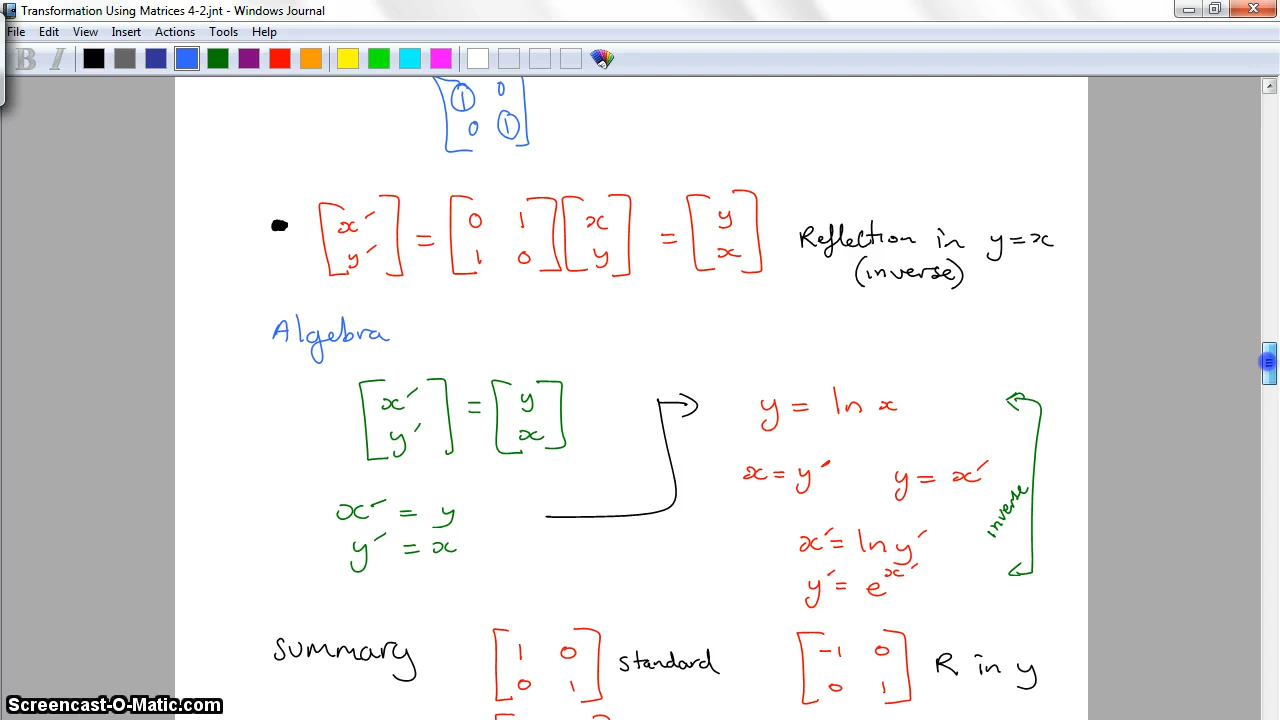 Transformation Using Matrices 4-2.jnt - Windows Journal
File Edit View Insert Actions Tools Help
B I
[1 0
0 1]
• [x′ y′] = [0 1
1 0] [x y] = [y x] Reflection in y=x
(inverse)
Algebra
[x′ y′] = [y x]
x′ = y
y′ = x
y = ln x
x = y′ y = x′
x′ = ln y′
y′ = e^x′
inverse
Summary [1 0
0 1] standard [-1 0
0 1] R in y
Screencast-O-Matic.com